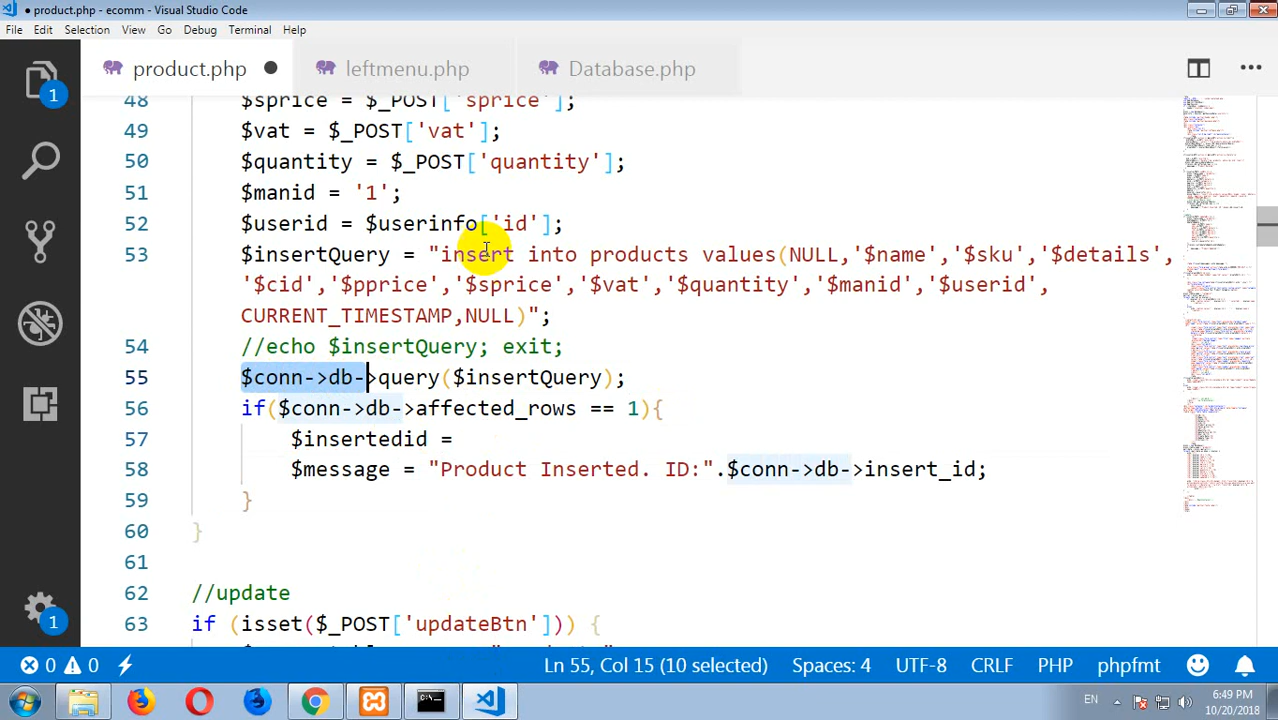 product.php - ecomm - Visual Studio Code
File Edit Selection View Go Debug Terminal Help
product.php leftmenu.php Database.php
48 $sprice = $_POST['sprice'];
49 $vat = $_POST['vat'];
50 $quantity = $_POST['quantity'];
51 $manid = '1';
52 $userid = $userinfo['id'];
53 $insertQuery = "insert into products values(NULL,'$name','$sku','$details',
'$cid','$pprice','$sprice','$vat','$quantity','$manid','$userid',
CURRENT_TIMESTAMP,NULL)";
54 //echo $insertQuery; exit;
55 $conn->db->query($insertQuery);
56 if($conn->db->affected_rows == 1){
57 $insertedid =
58 $message = "Product Inserted. ID:".$conn->db->insert_id;
59 }
60 }
61
62 //update
63 if (isset($_POST['updateBtn'])) {
1
1
0 0 Ln 55, Col 15 (10 selected) Spaces: 4 UTF-8 CRLF PHP phpfmt
EN 6:49 PM
10/20/2018